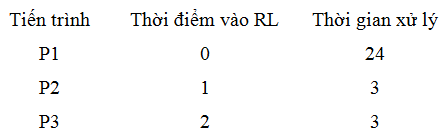 Tiến trình Thời điểm vào RL Thời gian xử lý
P1 0 24
P2 1 3
P3 2 3